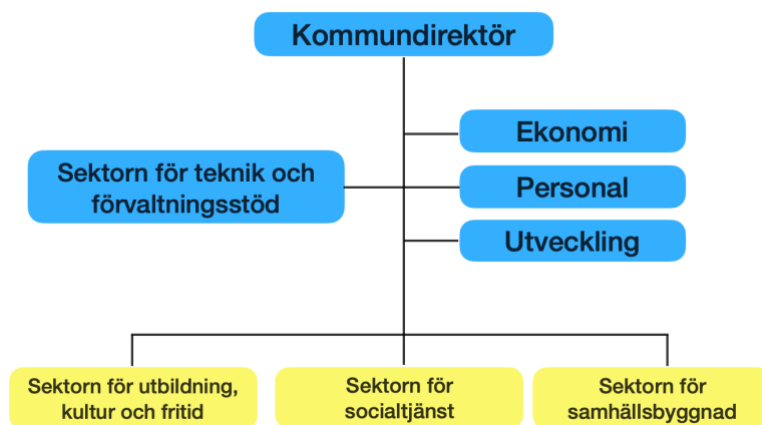 Kommundirektör
Ekonomi
Sektorn för teknik och
förvaltningsstöd
Personal
Utveckling
Sektorn för utbildning,
kultur och fritid
Sektorn för
socialtjänst
Sektorn för
samhällsbyggnad